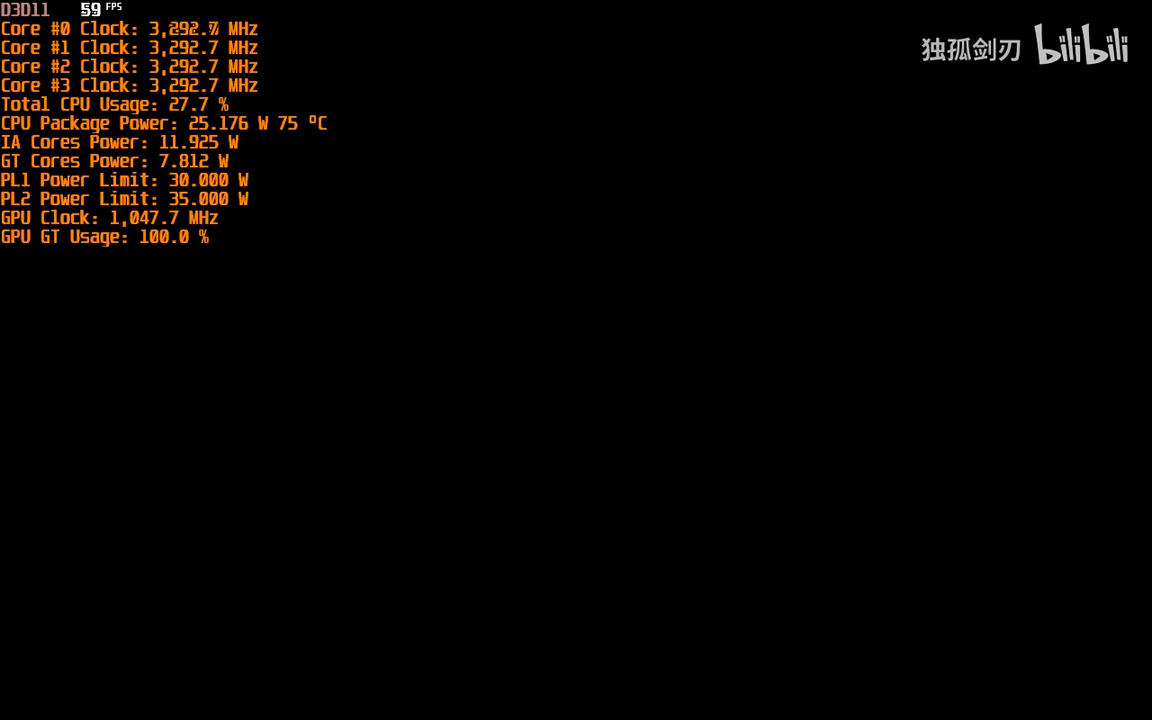 D3D11 59 FPS
Core #0 Clock: 3,292.7 MHz
Core #1 Clock: 3,292.7 MHz
Core #2 Clock: 3,292.7 MHz
Core #3 Clock: 3,292.7 MHz
Total CPU Usage: 27.7 %
CPU Package Power: 25.176 W 75 °C
IA Cores Power: 11.925 W
GT Cores Power: 7.812 W
PL1 Power Limit: 30.000 W
PL2 Power Limit: 35.000 W
GPU Clock: 1,047.7 MHz
GPU GT Usage: 100.0 %
独孤剑刃 bilibili